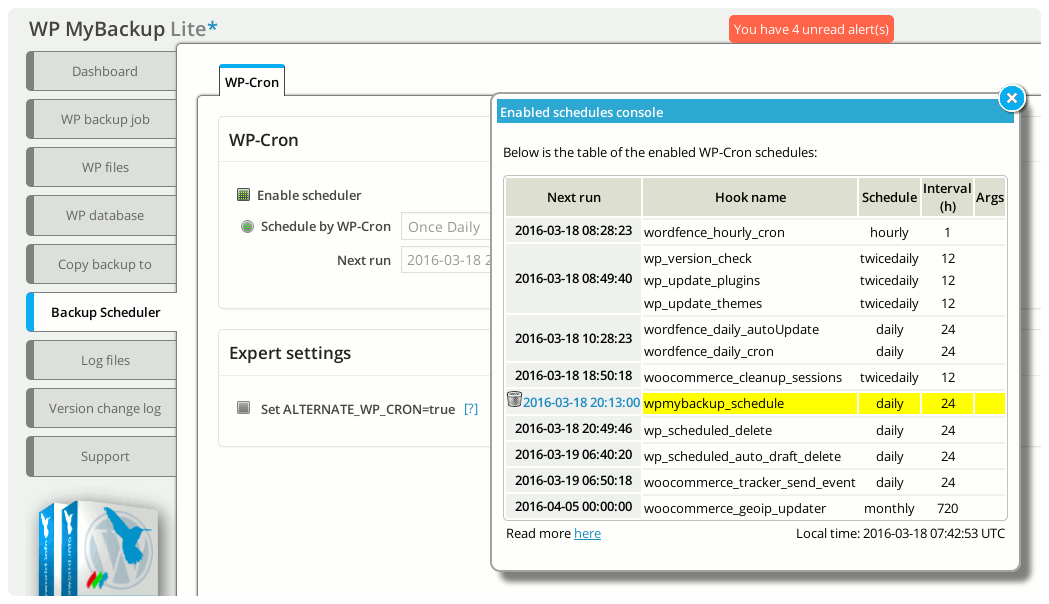 WP MyBackup Lite*
You have 4 unread alert(s)
Dashboard
WP backup job
WP files
WP database
Copy backup to
Backup Scheduler
Log files
Version change log
Support
WP-Cron
WP-Cron
Enable scheduler
Schedule by WP-Cron Once Daily
Next run 2016-03-18 2
Expert settings
Set ALTERNATE_WP_CRON=true [?]
Enabled schedules console
Below is the table of the enabled WP-Cron schedules:
Next run Hook name Schedule Interval (h) Args
2016-03-18 08:28:23 wordfence_hourly_cron hourly 1
2016-03-18 08:49:40 wp_version_check twicedaily 12
wp_update_plugins twicedaily 12
wp_update_themes twicedaily 12
2016-03-18 10:28:23 wordfence_daily_autoUpdate daily 24
wordfence_daily_cron daily 24
2016-03-18 18:50:18 woocommerce_cleanup_sessions twicedaily 12
2016-03-18 20:13:00 wpmybackup_schedule daily 24
2016-03-18 20:49:46 wp_scheduled_delete daily 24
2016-03-19 06:40:20 wp_scheduled_auto_draft_delete daily 24
2016-03-19 06:50:18 woocommerce_tracker_send_event daily 24
2016-04-05 00:00:00 woocommerce_geoip_updater monthly 720
Read more here
Local time: 2016-03-18 07:42:53 UTC